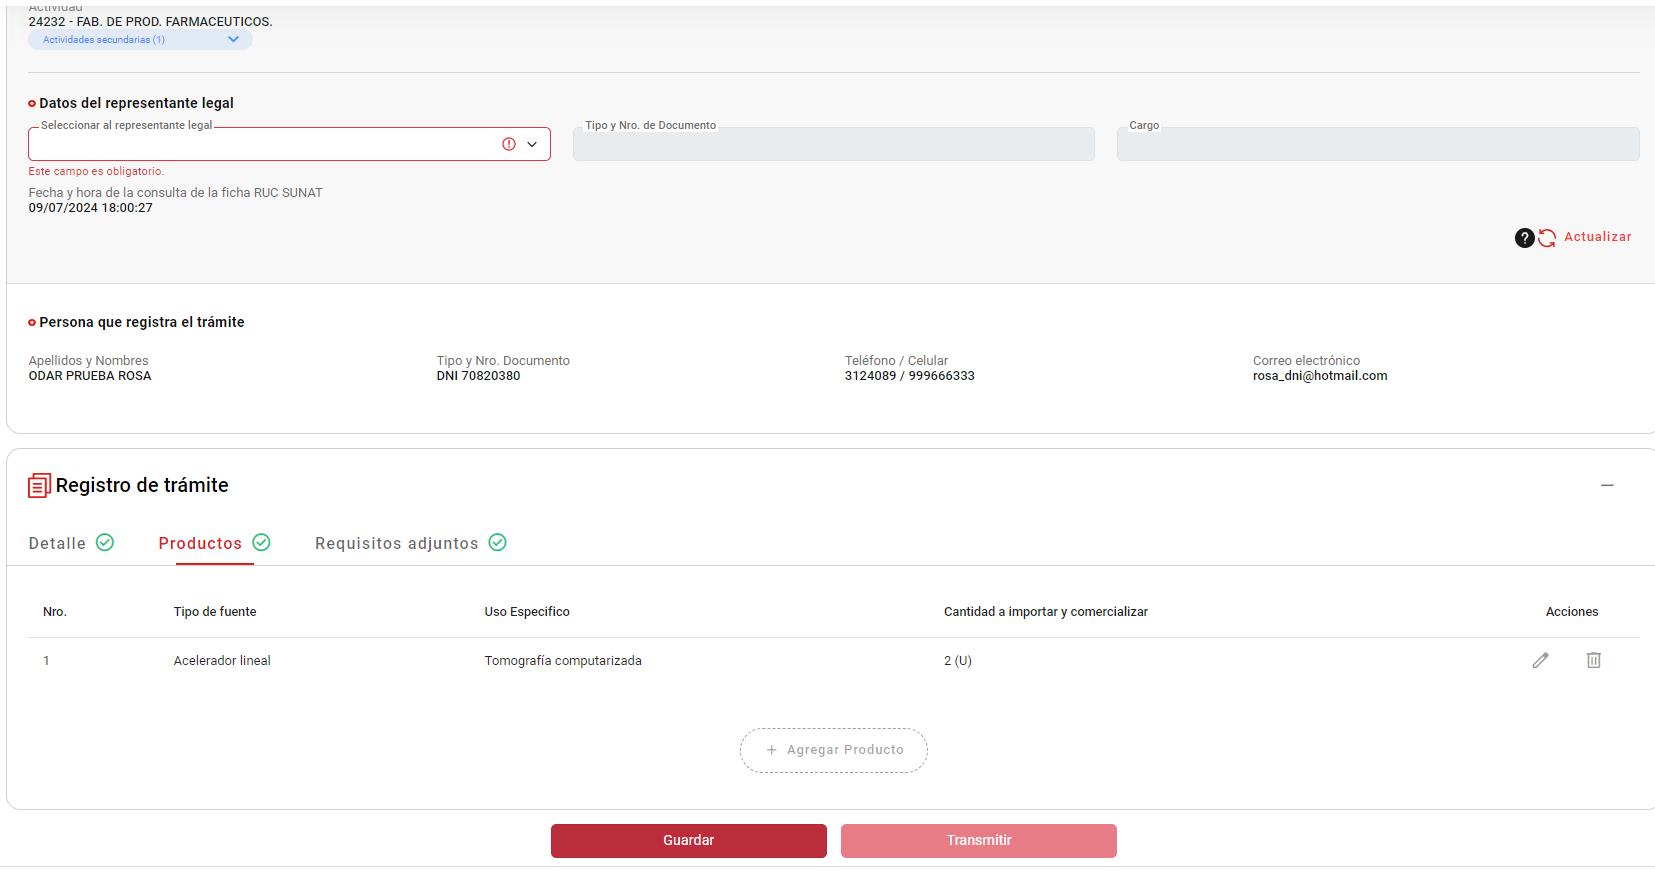 Actividad
24232 - FAB. DE PROD. FARMACEUTICOS.
Actividades secundarias (1)
Datos del representante legal
Seleccionar al representante legal
Tipo y Nro. de Documento
Cargo
Este campo es obligatorio.
Fecha y hora de la consulta de la ficha RUC SUNAT
09/07/2024 18:00:27
? Actualizar
Persona que registra el trámite
Apellidos y Nombres
ODAR PRUEBA ROSA
Tipo y Nro. Documento
DNI 70820380
Teléfono / Celular
3124089 / 999666333
Correo electrónico
rosa_dni@hotmail.com
Registro de trámite
Detalle Productos Requisitos adjuntos
Nro. Tipo de fuente Uso Especifico Cantidad a importar y comercializar Acciones
1 Acelerador lineal Tomografía computarizada 2 (U)
+ Agregar Producto
Guardar Transmitir